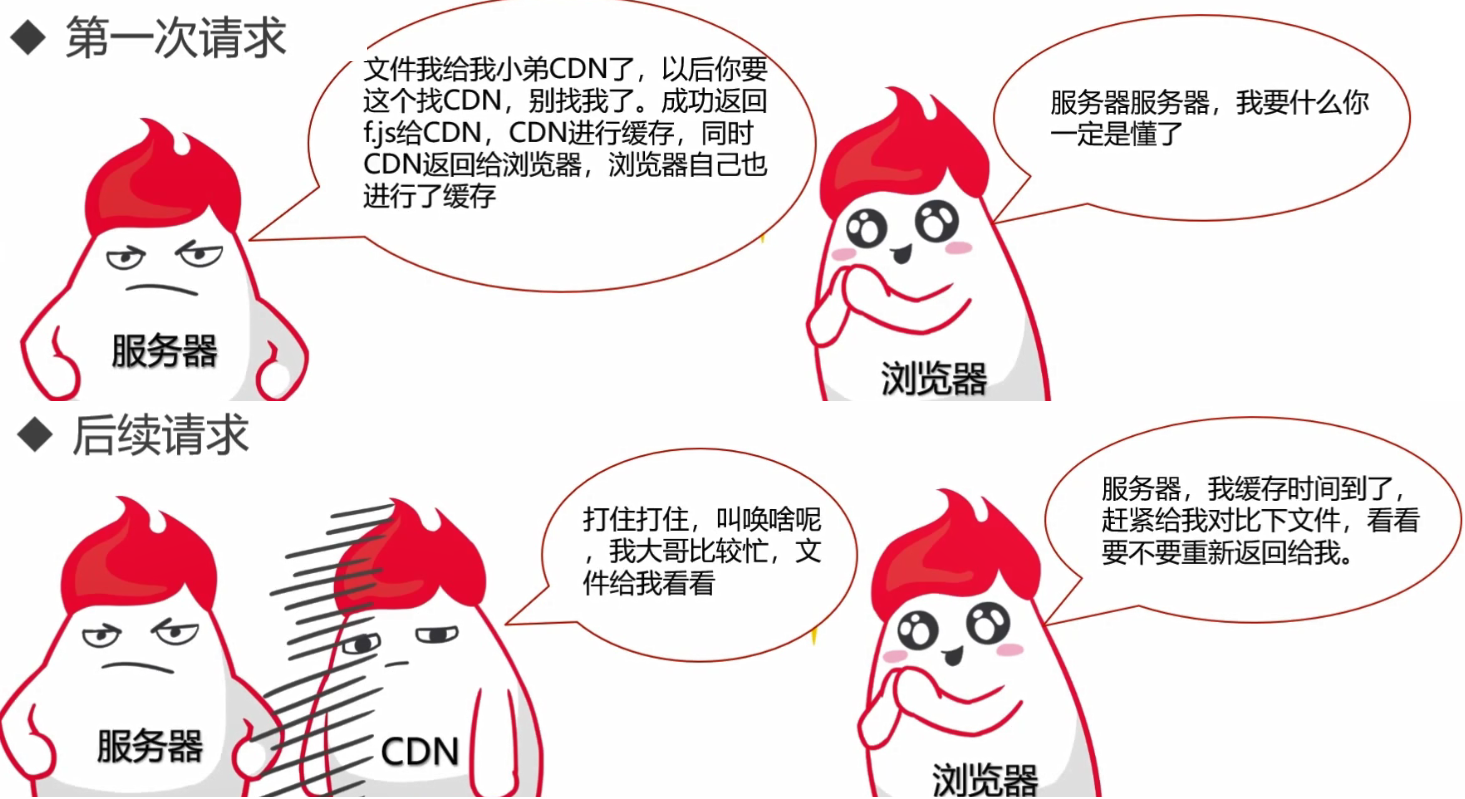 第一次请求
文件我给我小弟CDN了，以后你要
这个找CDN，别找我了。成功返回
f.js给CDN，CDN进行缓存，同时
CDN返回给浏览器，浏览器自己也
进行了缓存
服务器服务器，我要什么你
一定是懂了
服务器
浏览器
后续请求
打住打住，叫唤啥呢
，我大哥比较忙，文
件给我看看
服务器，我缓存时间到了，
赶紧给我对比下文件，看看
要不要重新返回给我。
服务器
CDN
浏览器